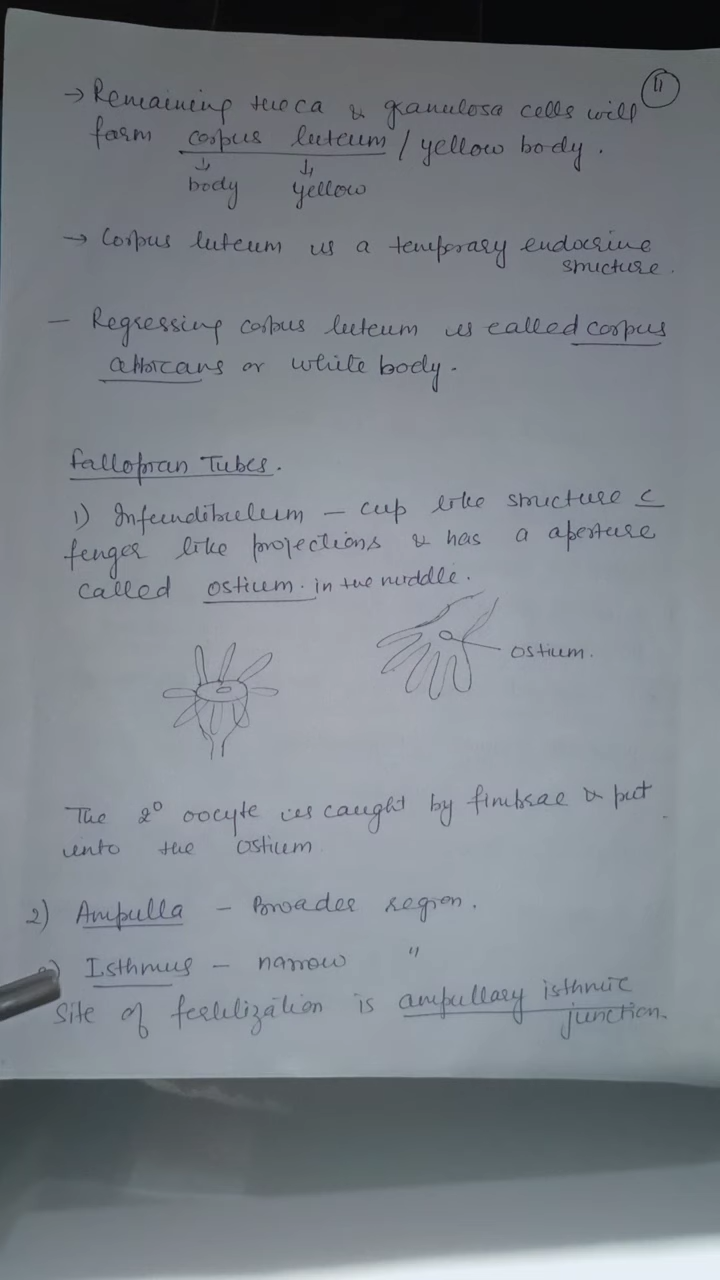 11
→ Remaining theca & granulosa cells will
form corpus luteum / yellow body.
↓ ↓
body yellow
→ Corpus luteum is a temporary endocrine
structure.
- Regressing corpus luteum is called corpus
albicans or white body.
Fallopian Tubes.
1) Infundibulum - cup like structure c̄
finger like projections & has a aperture
called ostium. in the middle.
ostium.
The 2° oocyte is caught by fimbrae & put
into the ostium
2) Ampulla - Broader region.
Isthmus - narrow "
Site of fertilization is ampullary isthmic
junction.